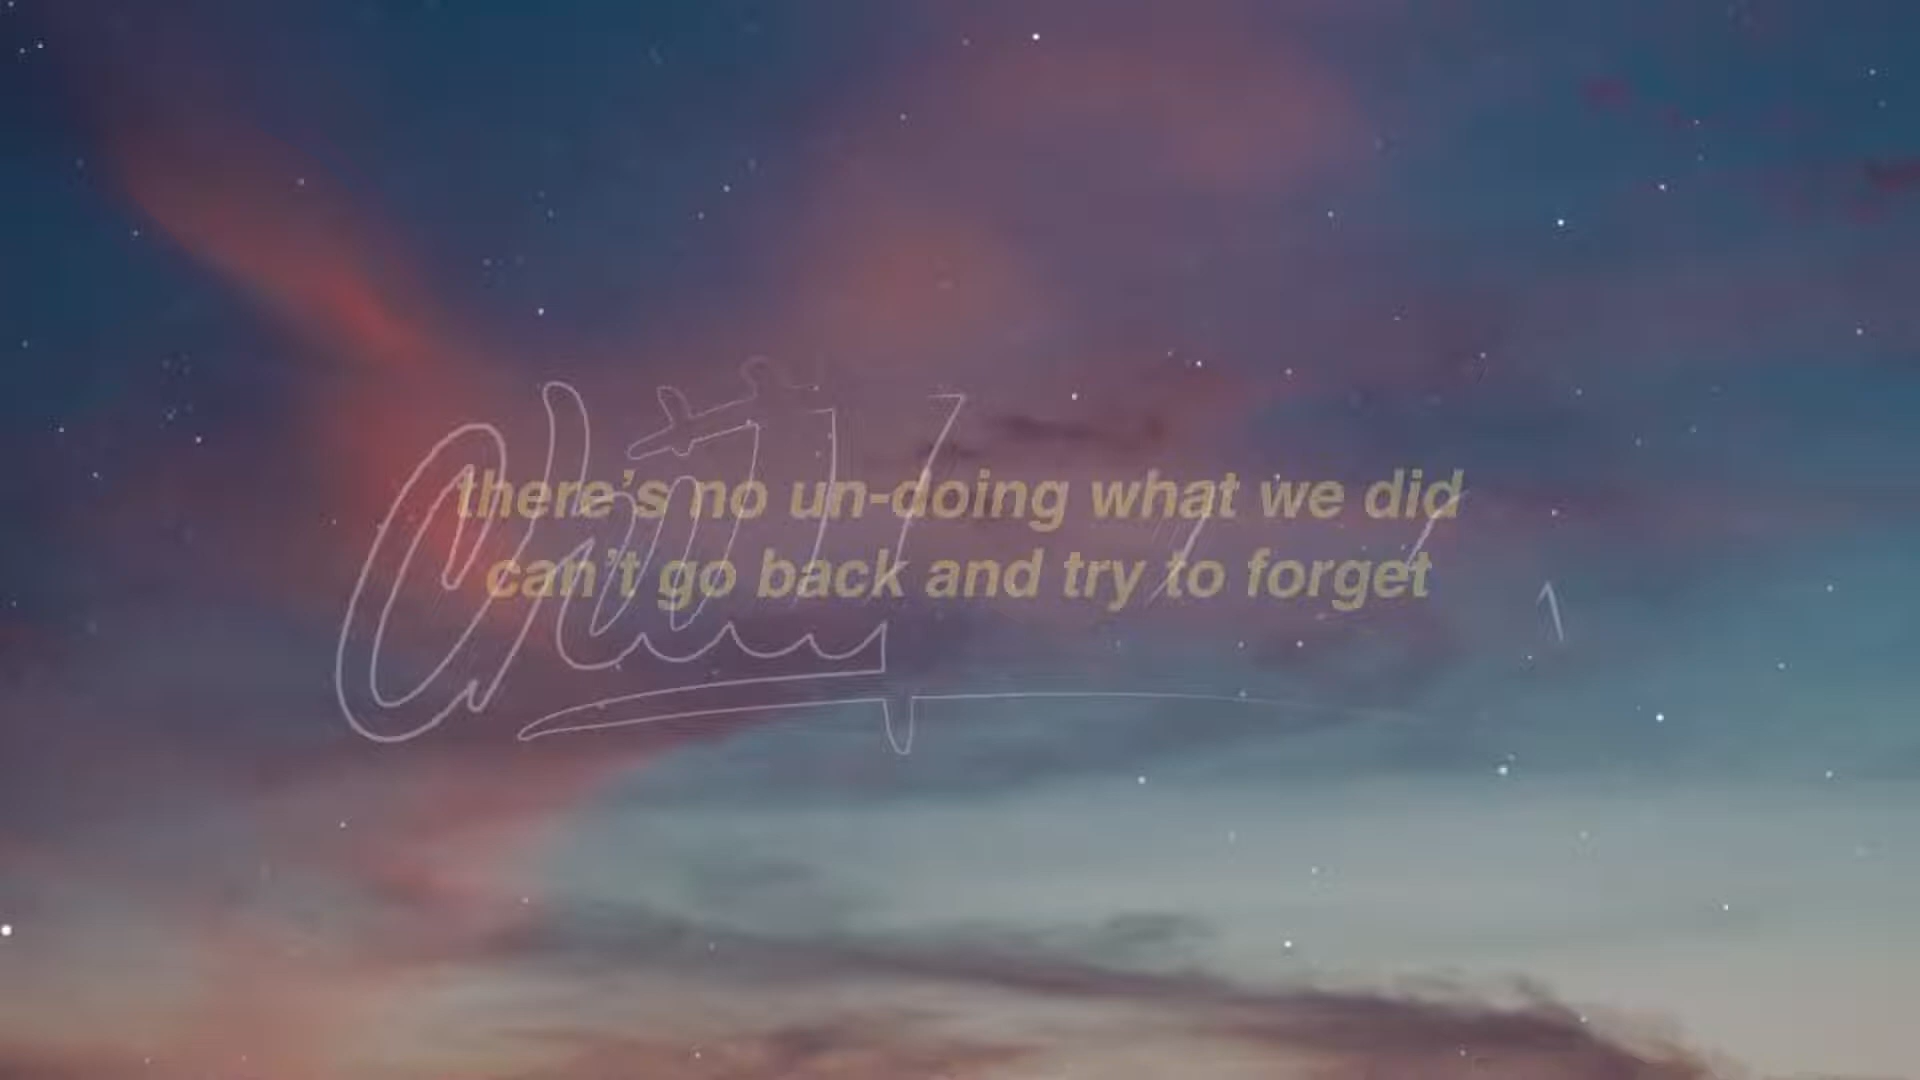 there's no un-doing what we did
can't go back and try to forget